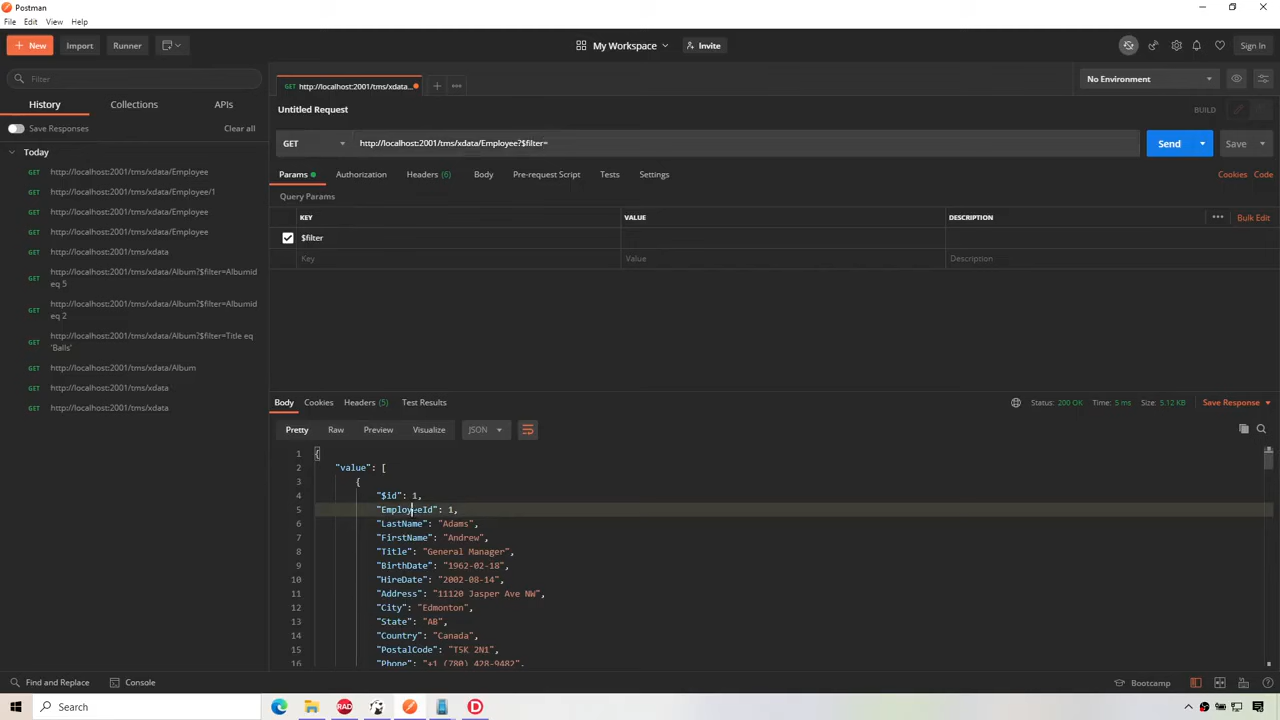 Postman
File Edit View Help
+ New Import Runner
My Workspace
Invite
Sign In
Filter
History Collections APIs
Save Responses Clear all
Today
GET http://localhost:2001/tms/xdata/Employee
GET http://localhost:2001/tms/xdata/Employee/1
GET http://localhost:2001/tms/xdata/Employee
GET http://localhost:2001/tms/xdata/Employee
GET http://localhost:2001/tms/xdata
GET http://localhost:2001/tms/xdata/Album?$filter=Albumid
eq 5
GET http://localhost:2001/tms/xdata/Album?$filter=Albumid
eq 2
GET http://localhost:2001/tms/xdata/Album?$filter=Title eq
'Balls'
GET http://localhost:2001/tms/xdata/Album
GET http://localhost:2001/tms/xdata
GET http://localhost:2001/tms/xdata
GET http://localhost:2001/tms/xdata...
No Environment
Untitled Request
BUILD
GET http://localhost:2001/tms/xdata/Employee?$filter=
Send Save
Params Authorization Headers (6) Body Pre-request Script Tests Settings Cookies Code
Query Params
KEY VALUE DESCRIPTION ••• Bulk Edit
$filter
Key Value Description
Body Cookies Headers (5) Test Results Status: 200 OK Time: 5 ms Size: 5.12 KB Save Response
Pretty Raw Preview Visualize JSON
1 {
2 "value": [
3 {
4 "$id": 1,
5 "EmployeeId": 1,
6 "LastName": "Adams",
7 "FirstName": "Andrew",
8 "Title": "General Manager",
9 "BirthDate": "1962-02-18",
10 "HireDate": "2002-08-14",
11 "Address": "11120 Jasper Ave NW",
12 "City": "Edmonton",
13 "State": "AB",
14 "Country": "Canada",
15 "PostalCode": "T5K 2N1",
16 "Phone": "+1 (780) 428-9482",
Find and Replace Console Bootcamp
Search
RAD
D